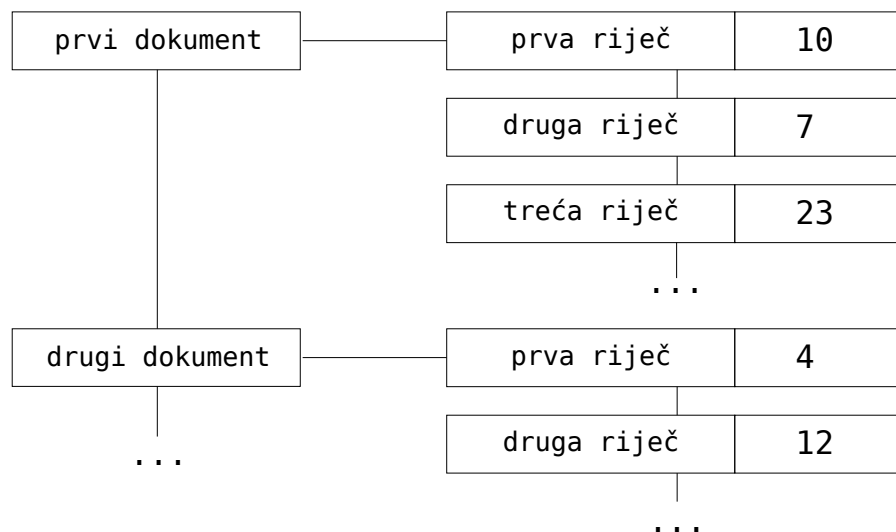 prvi dokument prva riječ 10
druga riječ 7
treća riječ 23
...
drugi dokument prva riječ 4
druga riječ 12
...
...